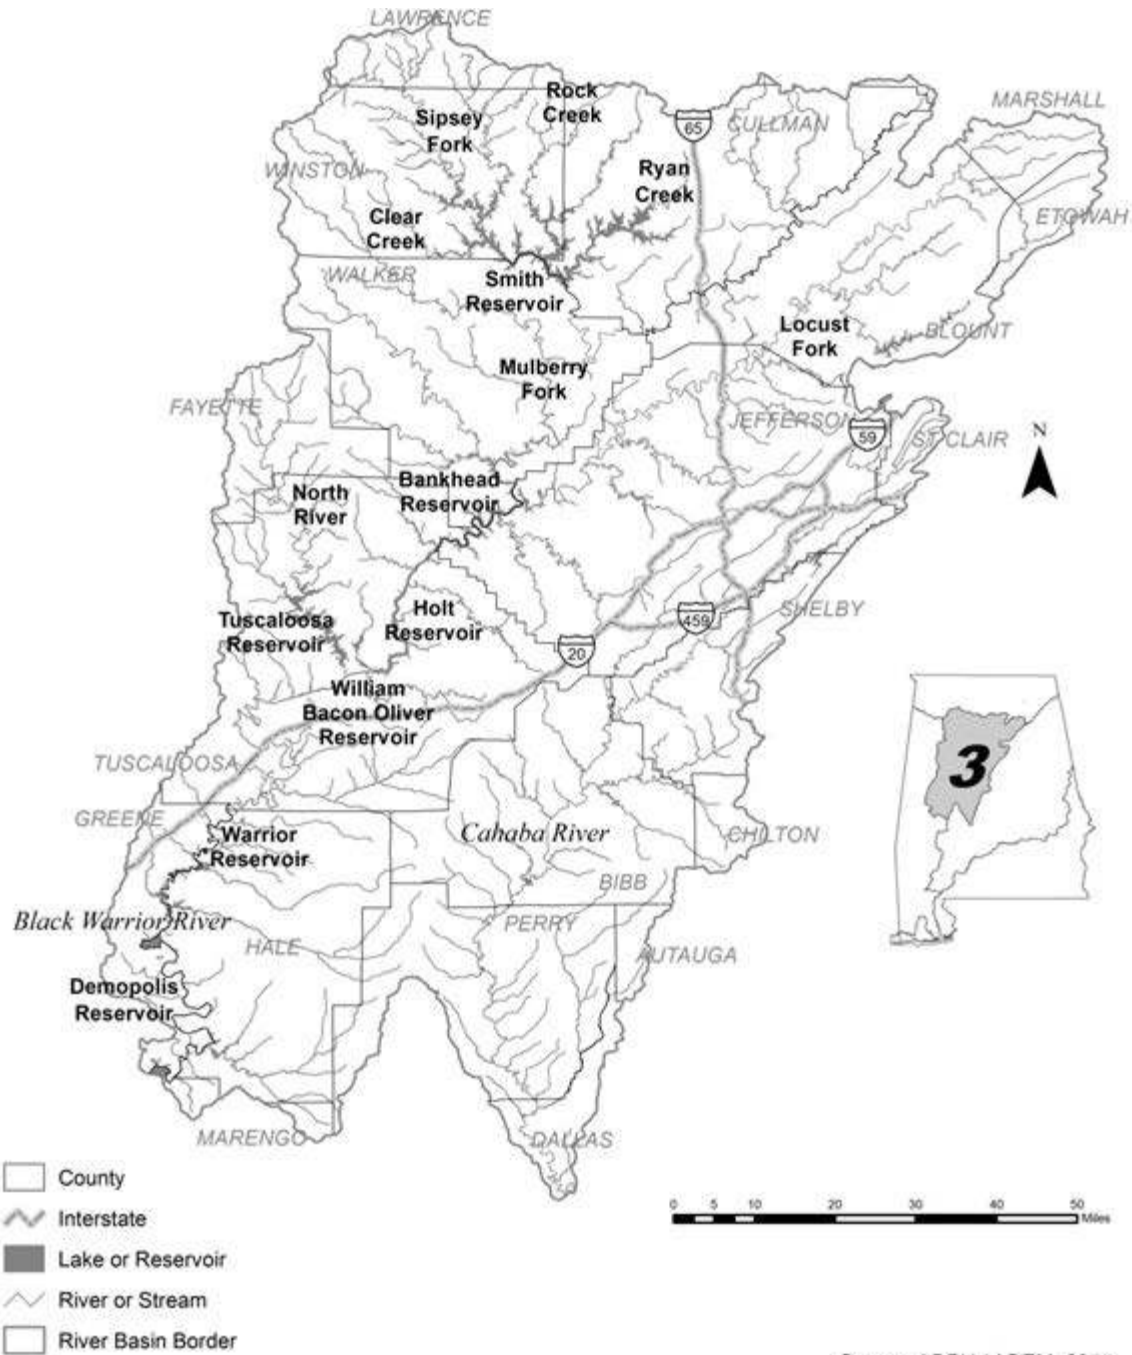 LAWRENCE
Rock
Creek
MARSHALL
Sipsey
Fork
65
CULLMAN
WINSTON
Ryan
Creek
Clear
Creek
ETOWAH
WALKER
Smith
Reservoir
Locust
Fork
BLOUNT
Mulberry
Fork
FAYETTE
JEFFERSON
59
ST CLAIR
N
Bankhead
Reservoir
North
River
Holt
Reservoir
SHELBY
459
Tuscaloosa
Reservoir
20
William
Bacon Oliver
Reservoir
TUSCALOOSA
3
GREENE
Warrior
Reservoir
Cahaba River
CHILTON
BIBB
Black Warrior River
PERRY
HALE
AUTAUGA
Demopolis
Reservoir
MARENGO
DALLAS
County
Interstate
Lake or Reservoir
River or Stream
River Basin Border
0 5 10 20 30 40 50
Miles